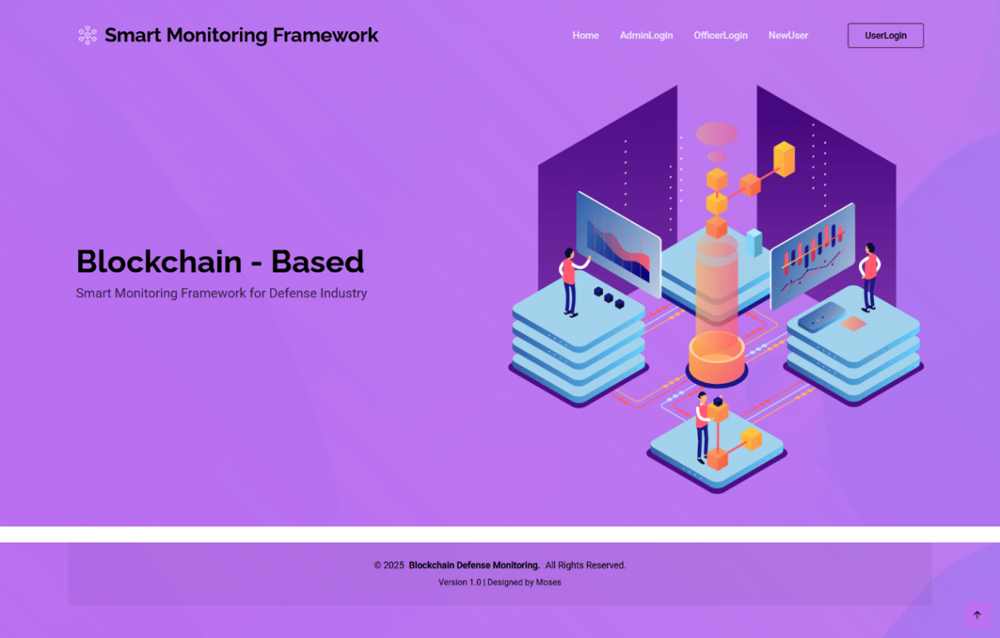 Smart Monitoring Framework
Home AdminLogin OfficerLogin NewUser UserLogin
Blockchain - Based
Smart Monitoring Framework for Defense Industry
© 2025 Blockchain Defense Monitoring. All Rights Reserved.
Version 1.0 | Designed by Moses